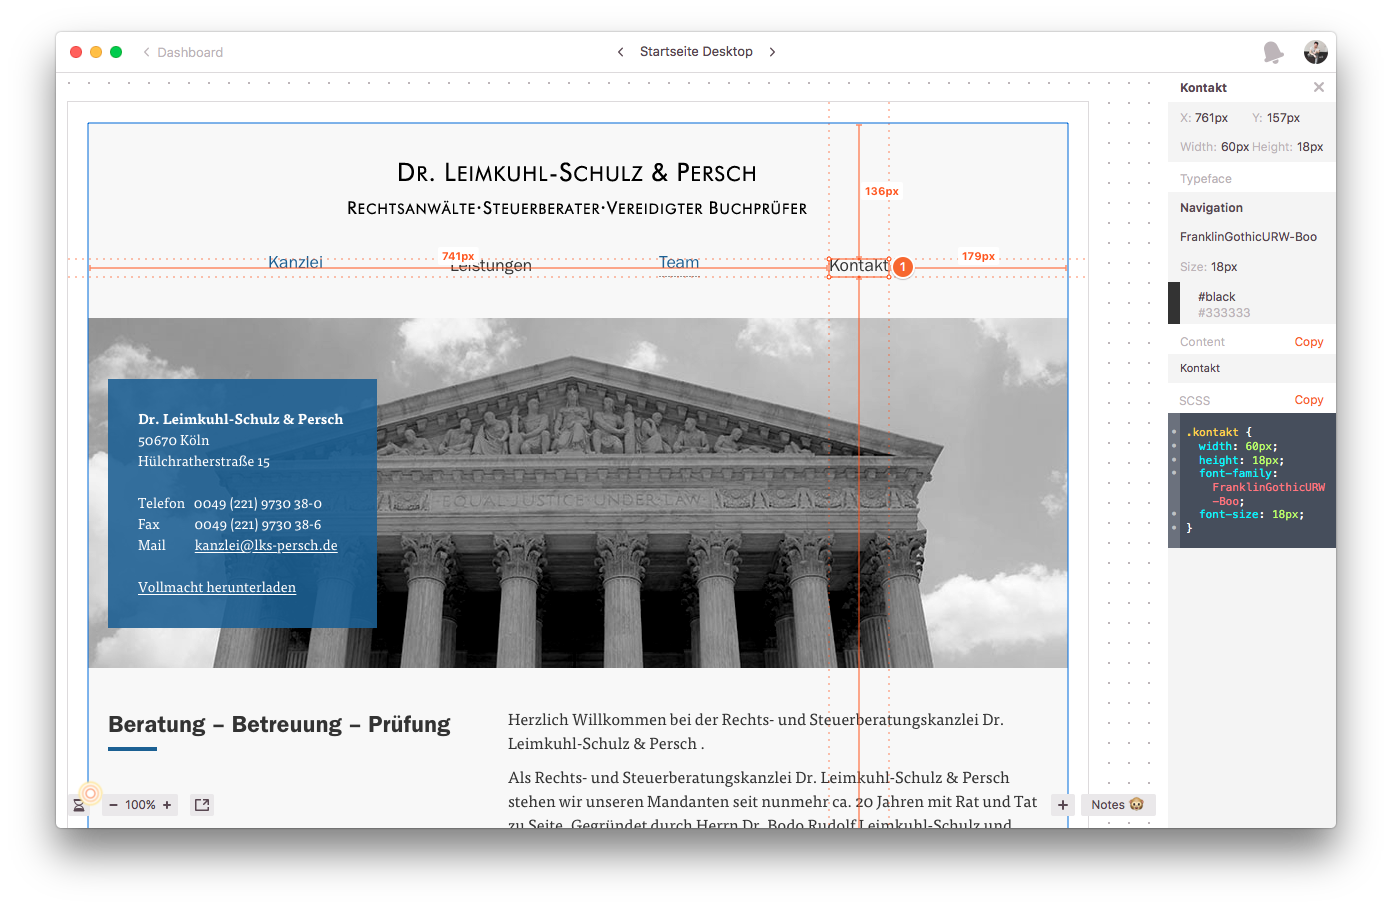 Dashboard
Startseite Desktop
Kontakt
X: 761px Y: 157px
Width: 60px Height: 18px
Typeface
Navigation
FranklinGothicURW-Boo
Size: 18px
#black
#333333
Content Copy
Kontakt
SCSS Copy
.kontakt {
width: 60px;
height: 18px;
font-family:
FranklinGothicURW
-Boo;
font-size: 18px;
}
Dr. Leimkuhl-Schulz & Persch
Rechtsanwälte·Steuerberater·Vereidigter Buchprüfer
136px
741px
179px
Kanzlei Leistungen Team Kontakt 1
EQUAL JUSTICE UNDER LAW
Dr. Leimkuhl-Schulz & Persch
50670 Köln
Hülchratherstraße 15
Telefon 0049 (221) 9730 38-0
Fax 0049 (221) 9730 38-6
Mail kanzlei@lks-persch.de
Vollmacht herunterladen
Beratung – Betreuung – Prüfung
Herzlich Willkommen bei der Rechts- und Steuerberatungskanzlei Dr.
Leimkuhl-Schulz & Persch .
Als Rechts- und Steuerberatungskanzlei Dr. Leimkuhl-Schulz & Persch
stehen wir unseren Mandanten seit nunmehr ca. 20 Jahren mit Rat und Tat
zu Seite. Gegründet durch Herrn Dr. Bodo Rudolf Leimkuhl-Schulz und
− 100% +
+ Notes 🐵